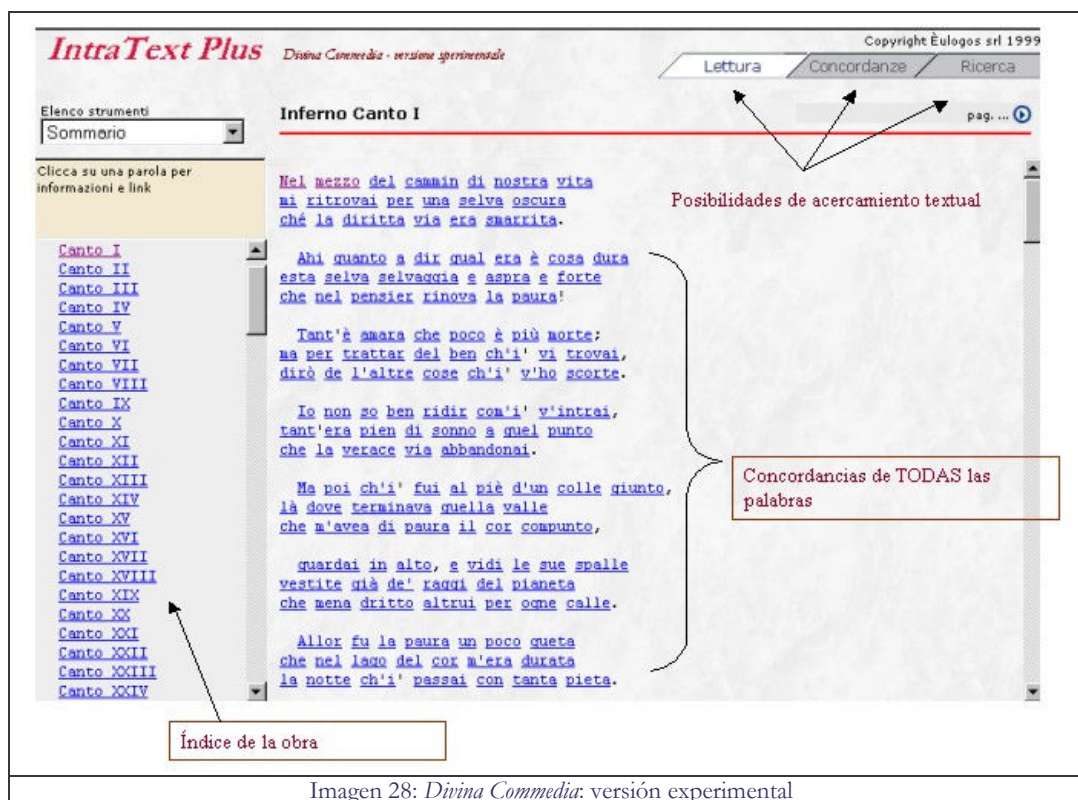 IntraText Plus
Divina Commedia - versione sperimentale
Copyright Èulogos srl 1999
Lettura
Concordanze
Ricerca
Elenco strumenti
Sommario
Inferno Canto I
pag. ...
Clicca su una parola per
informazioni e link
Canto I
Canto II
Canto III
Canto IV
Canto V
Canto VI
Canto VII
Canto VIII
Canto IX
Canto X
Canto XI
Canto XII
Canto XIII
Canto XIV
Canto XV
Canto XVI
Canto XVII
Canto XVIII
Canto XIX
Canto XX
Canto XXI
Canto XXII
Canto XXIII
Canto XXIV
Nel mezzo del cammin di nostra vita
mi ritrovai per una selva oscura
ché la diritta via era smarrita.
Ahi quanto a dir qual era è cosa dura
esta selva selvaggia e aspra e forte
che nel pensier rinova la paura!
Tant'è amara che poco è più morte;
ma per trattar del ben ch'i' vi trovai,
dirò de l'altre cose ch'i' v'ho scorte.
Io non so ben ridir com'i' v'intrai,
tant'era pien di sonno a quel punto
che la verace via abbandonai.
Ma poi ch'i' fui al piè d'un colle giunto,
là dove terminava quella valle
che m'avea di paura il cor compunto,
guardai in alto, e vidi le sue spalle
vestite già de' raggi del pianeta
che mena dritto altrui per ogne calle.
Allor fu la paura un poco queta
che nel lago del cor m'era durata
la notte ch'i' passai con tanta pieta.
Posibilidades de acercamiento textual
Concordancias de TODAS las
palabras
Índice de la obra
Imagen 28: Divina Commedia: versión experimental